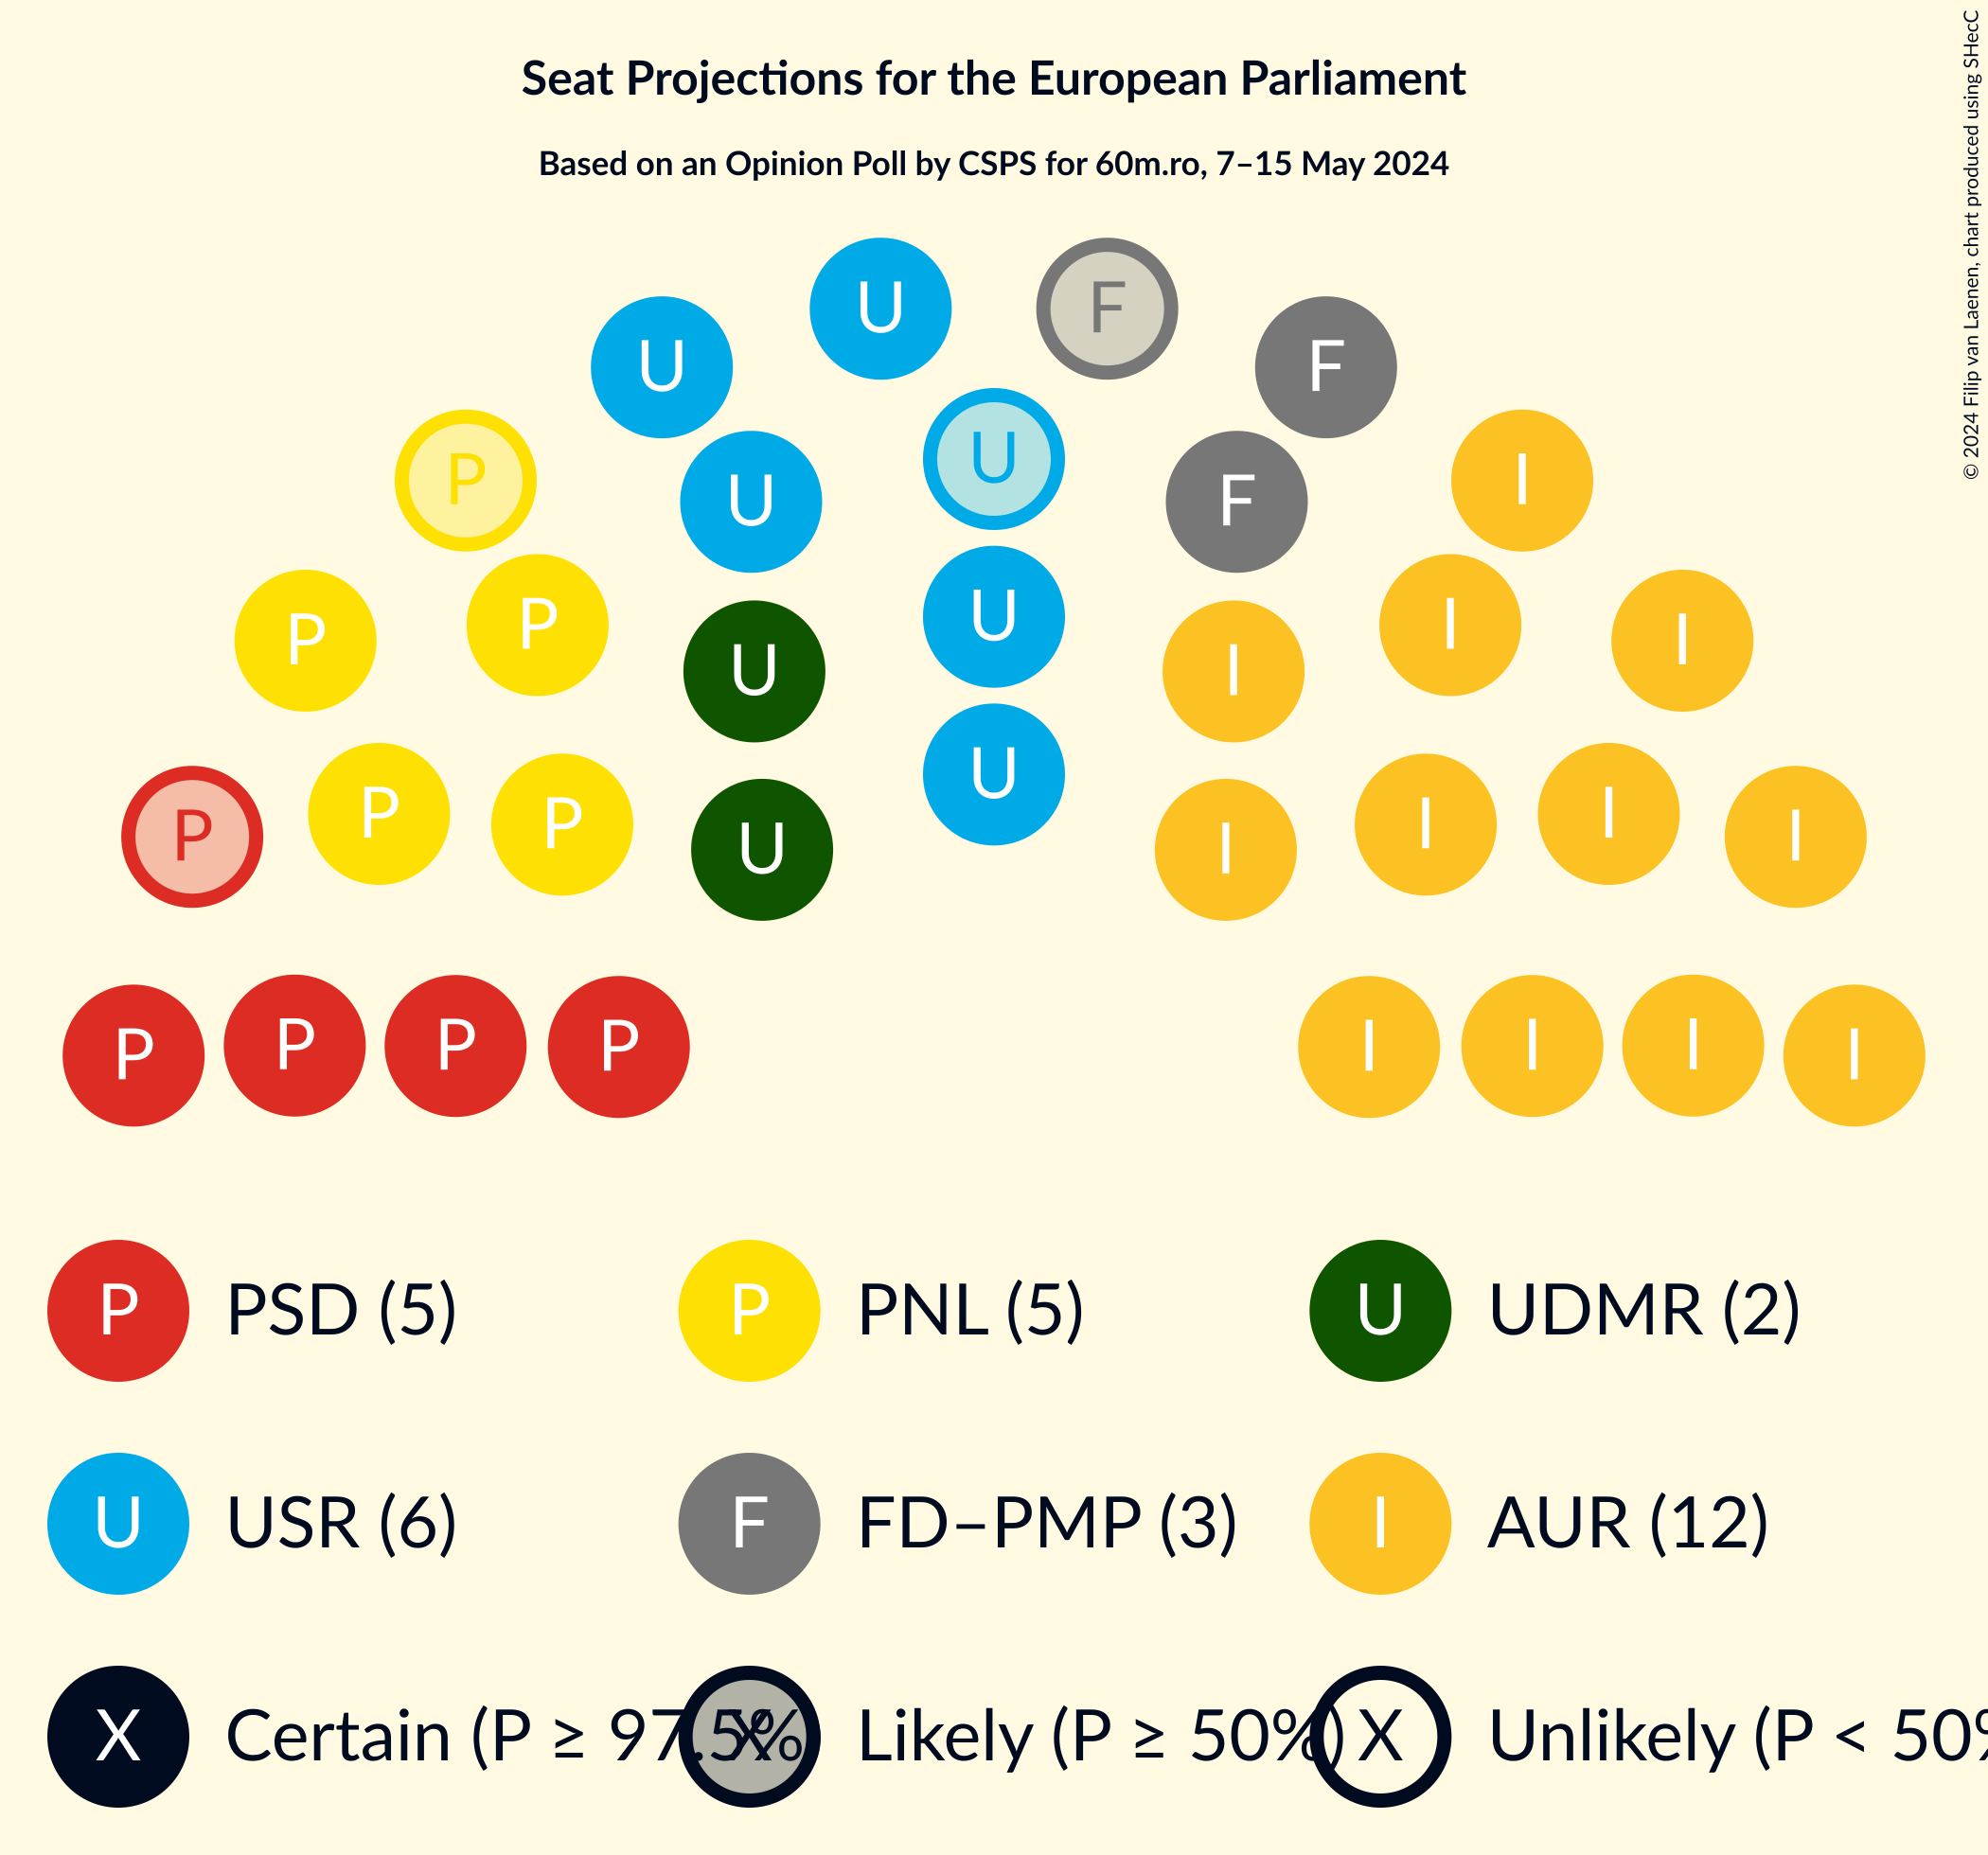 Seat Projections for the European Parliament
Based on an Opinion Poll by CSPS for 60m.ro, 7–15 May 2024
© 2024 Filip van Laenen, chart produced using SHecC
U F
U F
P U U F I
P P U U I I I
P P P U U I I I I
P P P P I I I I
P PSD (5) P PNL (5) U UDMR (2)
U USR (6) F FD–PMP (3) I AUR (12)
X Certain (P ≥ 97.5% X Likely (P ≥ 50%) X Unlikely (P < 50%